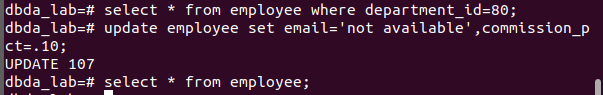 dbda_lab=# select * from employee where department_id=80;
dbda_lab=# update employee set email='not available',commission_p
ct=.10;
UPDATE 107
dbda_lab=# select * from employee;